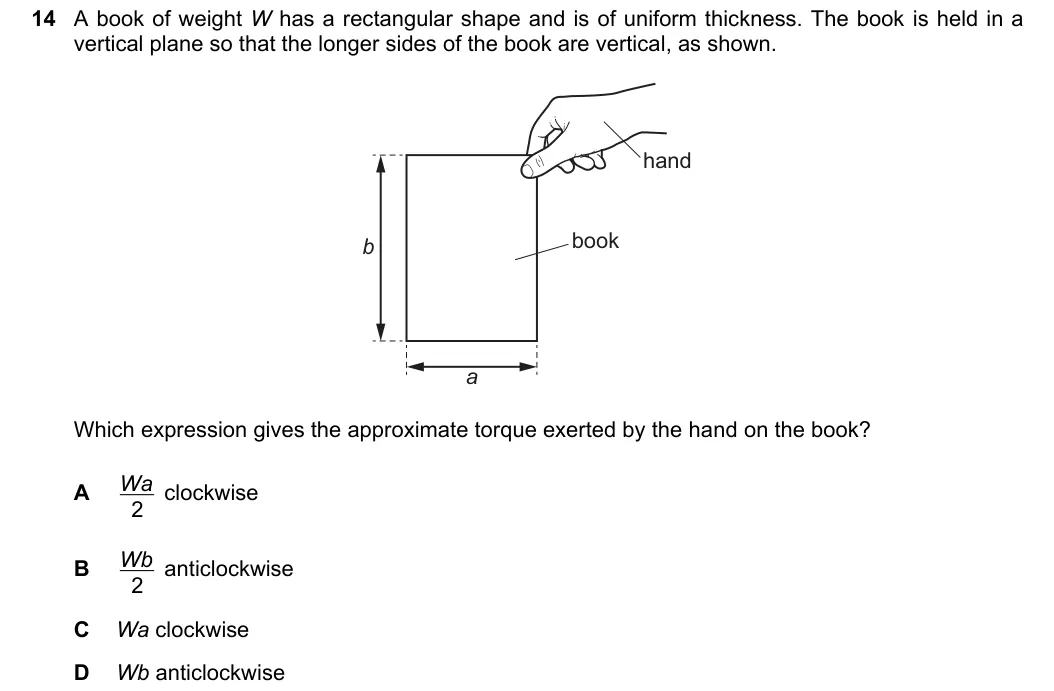 14 A book of weight W has a rectangular shape and is of uniform thickness. The book is held in a
vertical plane so that the longer sides of the book are vertical, as shown.
hand
b
book
a
Which expression gives the approximate torque exerted by the hand on the book?
A Wa/2 clockwise
B Wb/2 anticlockwise
C Wa clockwise
D Wb anticlockwise